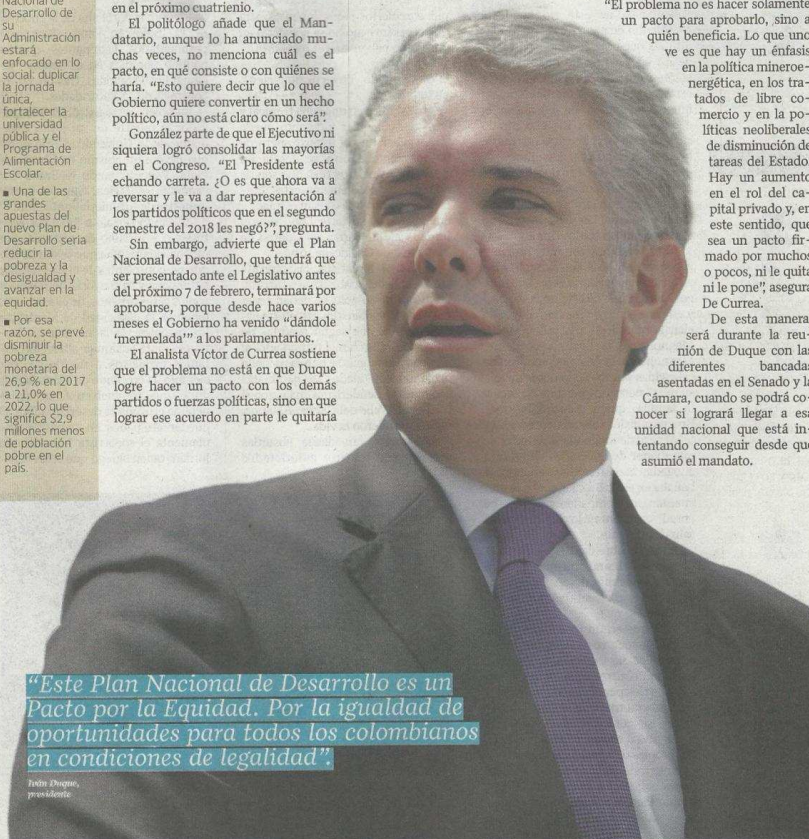 Nacional de
Desarrollo de
su
Administración
estará
enfocado en lo
social: duplicar
la jornada
única,
fortalecer la
universidad
pública y el
Programa de
Alimentación
Escolar.
■ Una de las
grandes
apuestas del
nuevo Plan de
Desarrollo sería
reducir la
pobreza y la
desigualdad y
avanzar en la
equidad.
■ Por esa
razón, se prevé
disminuir la
pobreza
monetaria del
26,9 % en 2017
a 21,0% en
2022, lo que
significa $2,9
millones menos
de población
pobre en el
país.
en el próximo cuatrienio.
El politólogo añade que el Man-
datario, aunque lo ha anunciado mu-
chas veces, no menciona cuál es el
pacto, en qué consiste o con quiénes se
haría. “Esto quiere decir que lo que el
Gobierno quiere convertir en un hecho
político, aún no está claro cómo será”.
González parte de que el Ejecutivo ni
siquiera logró consolidar las mayorías
en el Congreso. “El Presidente está
echando carreta. ¿O es que ahora va a
reversar y le va a dar representación a
los partidos políticos que en el segundo
semestre del 2018 les negó?”, pregunta.
Sin embargo, advierte que el Plan
Nacional de Desarrollo, que tendrá que
ser presentado ante el Legislativo antes
del próximo 7 de febrero, terminará por
aprobarse, porque desde hace varios
meses el Gobierno ha venido “dándole
‘mermelada’” a los parlamentarios.
El analista Víctor de Currea sostiene
que el problema no está en que Duque
logre hacer un pacto con los demás
partidos o fuerzas políticas, sino en que
lograr ese acuerdo en parte le quitaría
“El problema no es hacer solamente
un pacto para aprobarlo, sino a
quién beneficia. Lo que uno
ve es que hay un énfasis
en la política mineroe-
nergética, en los tra-
tados de libre co-
mercio y en la po-
líticas neoliberales
de disminución de
tareas del Estado.
Hay un aumento
en el rol del ca-
pital privado y, en
este sentido, que
sea un pacto fir-
mado por muchos
o pocos, ni le quita
ni le pone”, asegura
De Currea.
De esta manera
será durante la reu-
nión de Duque con las
diferentes bancadas
asentadas en el Senado y la
Cámara, cuando se podrá co-
nocer si logrará llegar a esa
unidad nacional que está in-
tentando conseguir desde que
asumió el mandato.
“Este Plan Nacional de Desarrollo es un
Pacto por la Equidad. Por la igualdad de
oportunidades para todos los colombianos
en condiciones de legalidad”.
Iván Duque,
presidente